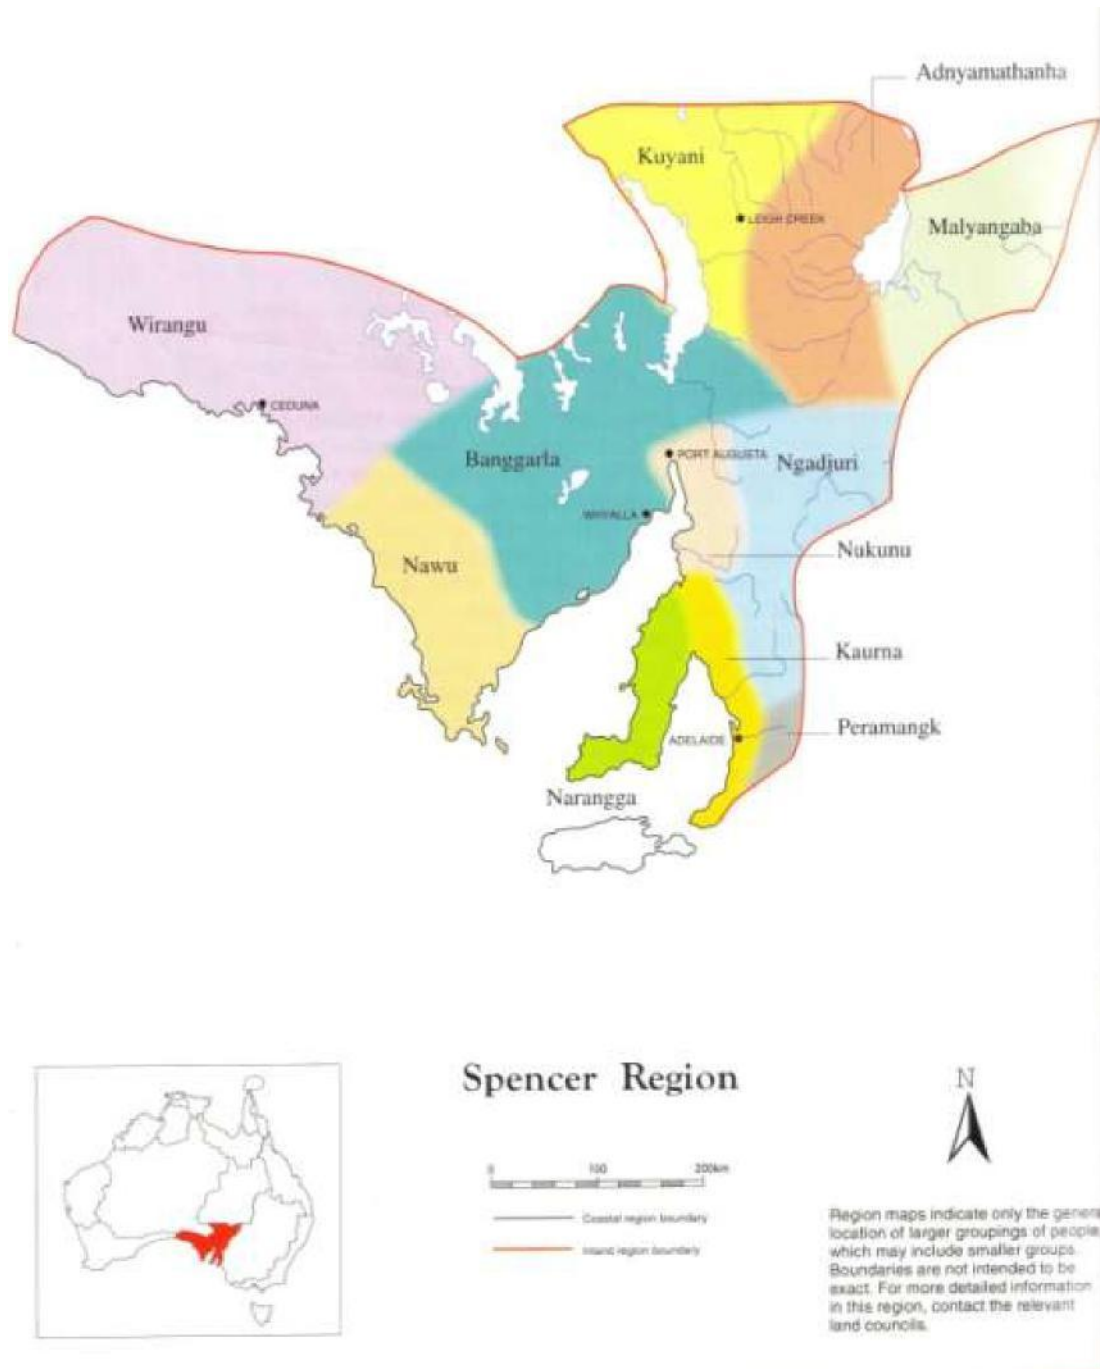 Adnyamathanha
Kuyani
LEIGH CREEK
Malyangaba
Wirangu
CEDUNA
Banggarla
PORT AUGUSTA
Ngadjuri
WHYALLA
Nukunu
Nawu
Kaurna
Peramangk
ADELAIDE
Narangga
Spencer Region
N
0 100 200km
Coastal region boundary
Inland region boundary
Region maps indicate only the genera
location of larger groupings of people
which may include smaller groups.
Boundaries are not intended to be
exact. For more detailed information
in this region, contact the relevant
land councils.